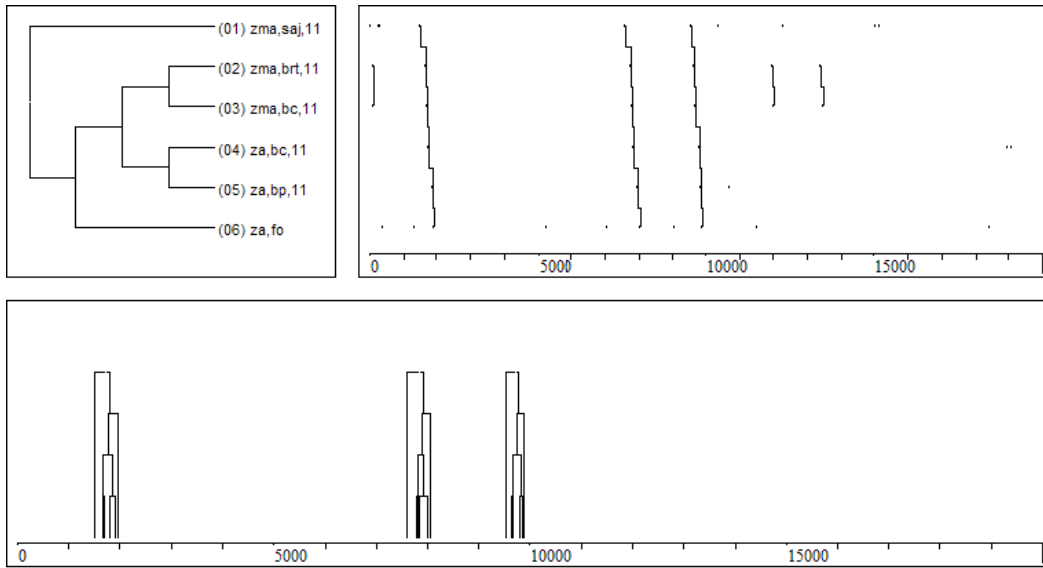 (01) zma,saj,11
(02) zma,brt,11
(03) zma,bc,11
(04) za,bc,11
(05) za,bp,11
(06) za,fo
0 5000 10000 15000
0 5000 10000 15000